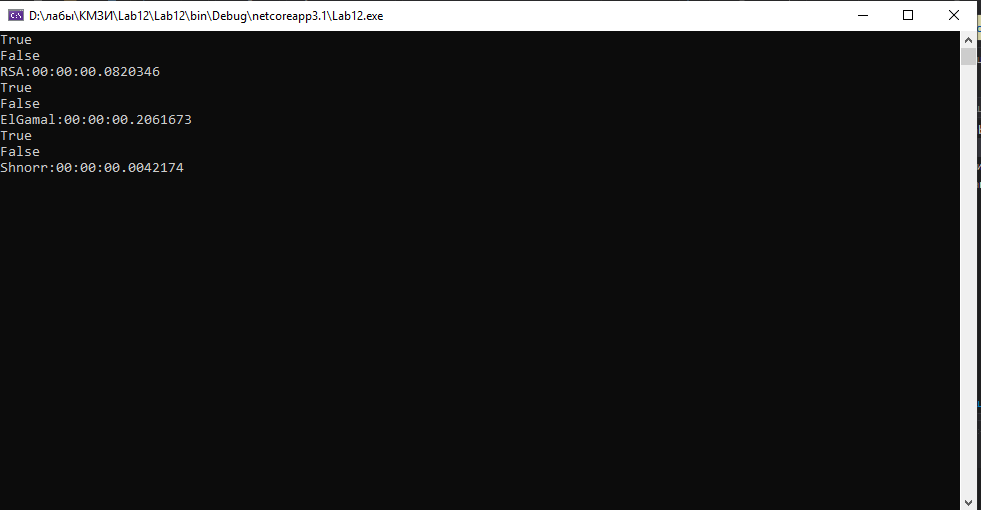 D:\лабы\КМЗИ\Lab12\Lab12\bin\Debug\netcoreapp3.1\Lab12.exe
True
False
RSA:00:00:00.0820346
True
False
ElGamal:00:00:00.2061673
True
False
Shnorr:00:00:00.0042174